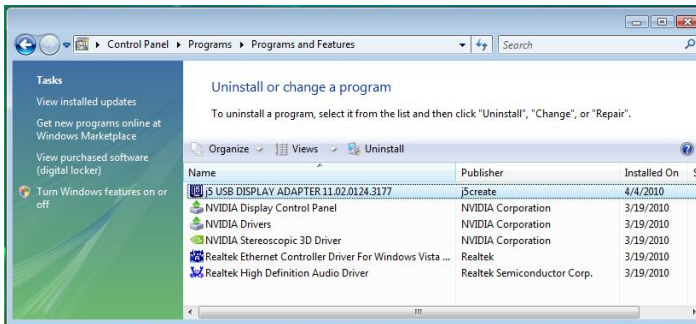 Control Panel ▸ Programs ▸ Programs and Features
Search
Tasks
View installed updates
Get new programs online at
Windows Marketplace
View purchased software
(digital locker)
Turn Windows features on or
off
Uninstall or change a program
To uninstall a program, select it from the list and then click "Uninstall", "Change", or "Repair".
Organize Views Uninstall
Name Publisher Installed On S
j5 USB DISPLAY ADAPTER 11.02.0124.3177 j5create 4/4/2010
NVIDIA Display Control Panel NVIDIA Corporation 3/19/2010
NVIDIA Drivers NVIDIA Corporation 3/19/2010
NVIDIA Stereoscopic 3D Driver NVIDIA Corporation 3/19/2010
Realtek Ethernet Controller Driver For Windows Vista ... Realtek 3/19/2010
Realtek High Definition Audio Driver Realtek Semiconductor Corp. 3/19/2010